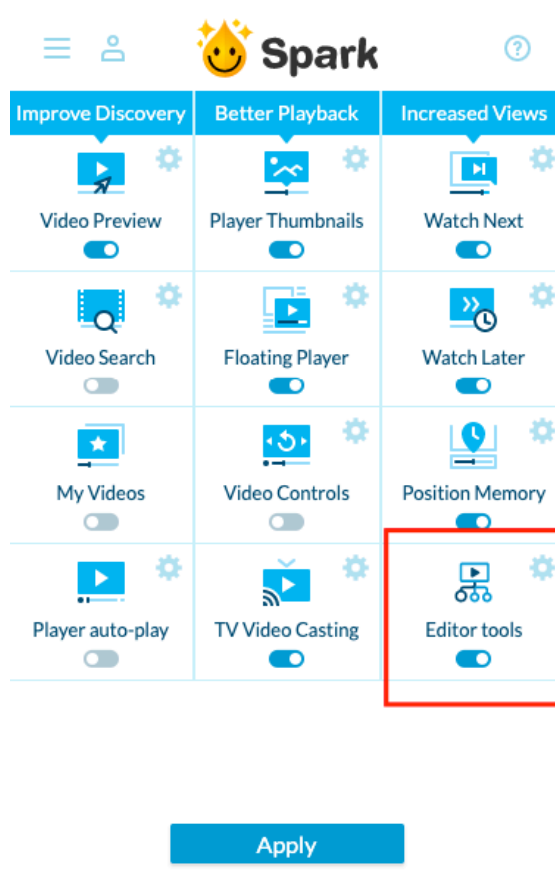 Spark
?
Improve Discovery Better Playback Increased Views
Video Preview Player Thumbnails Watch Next
Video Search Floating Player Watch Later
My Videos Video Controls Position Memory
Player auto-play TV Video Casting Editor tools
Apply